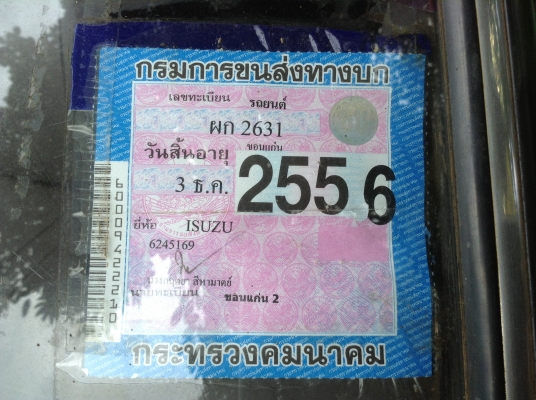 กรมการขนส่งทางบก
เลขทะเบียน รถยนต์
ผก 2631
วันสิ้นอายุ ขอนแก่น
3 ธ.ค. 2556
ยี่ห้อ ISUZU
6245169
นายทะเบียน ขอนแก่น 2
กระทรวงคมนาคม